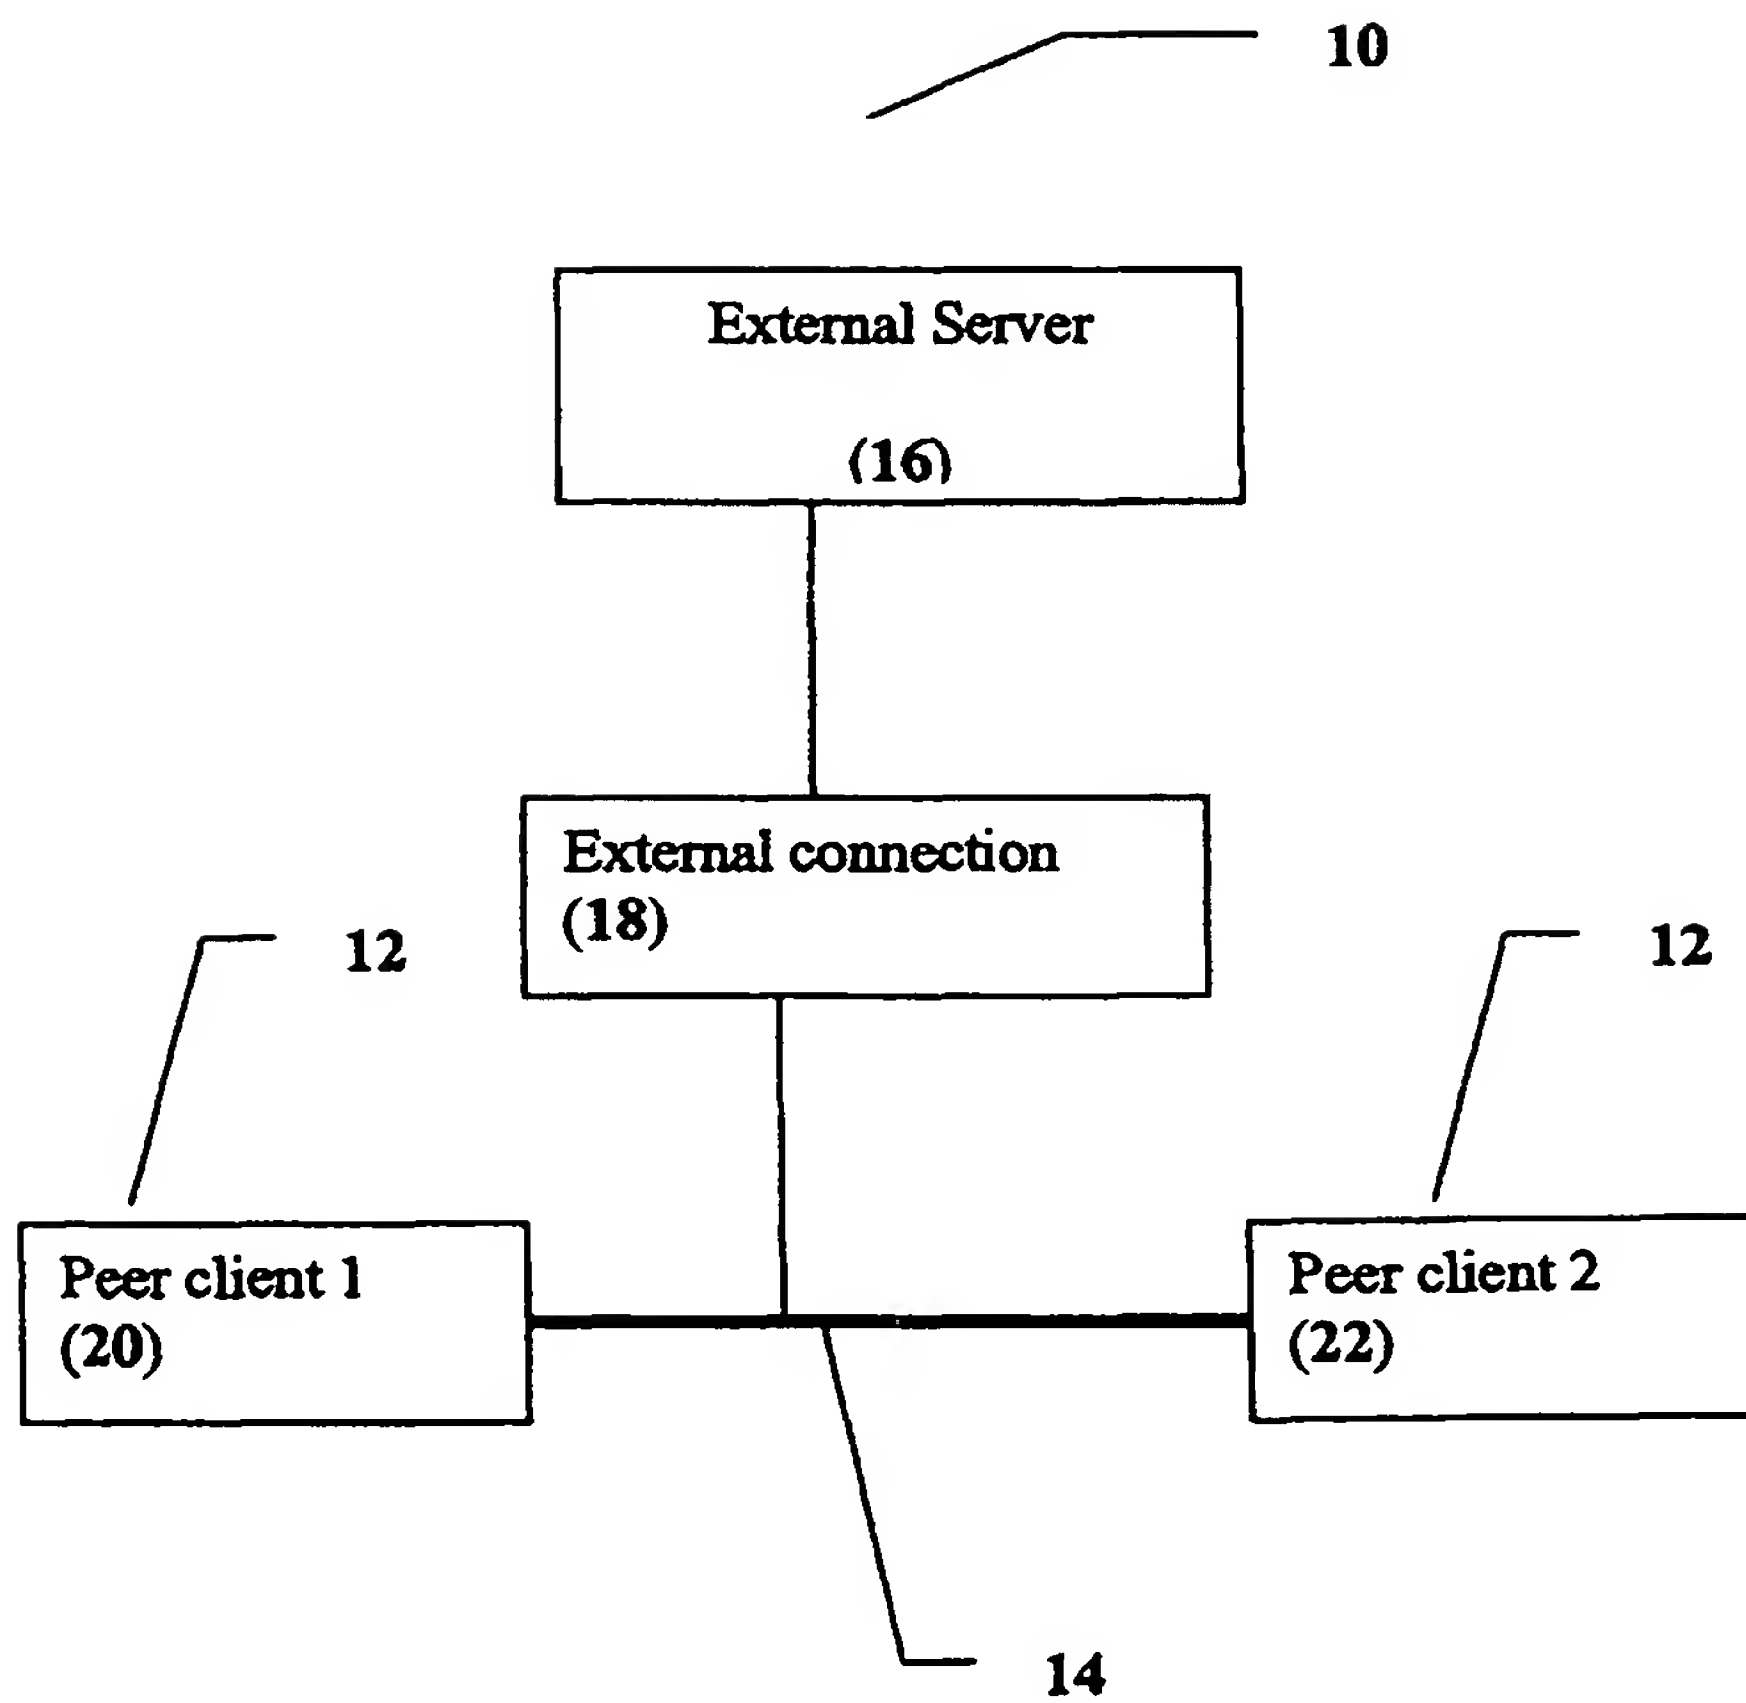 10
External Server
(16)
External connection
(18)
12
12
Peer client 1
(20)
Peer client 2
(22)
14